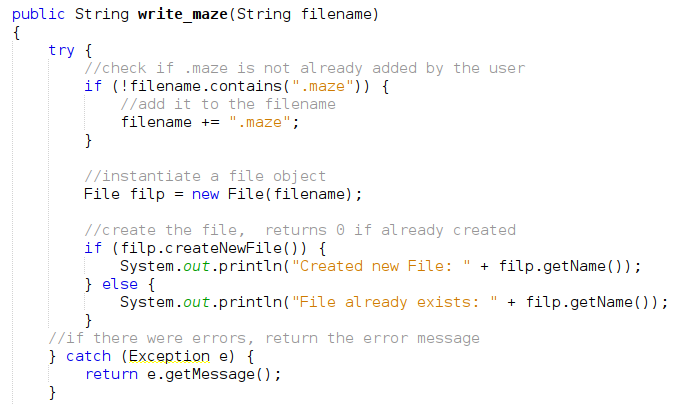 public String write_maze(String filename)
{
    try {
        //check if .maze is not already added by the user
        if (!filename.contains(".maze")) {
            //add it to the filename
            filename += ".maze";
        }

        //instantiate a file object
        File filp = new File(filename);

        //create the file,  returns 0 if already created
        if (filp.createNewFile()) {
            System.out.println("Created new File: " + filp.getName());
        } else {
            System.out.println("File already exists: " + filp.getName());
        }
    //if there were errors, return the error message
    } catch (Exception e) {
        return e.getMessage();
    }